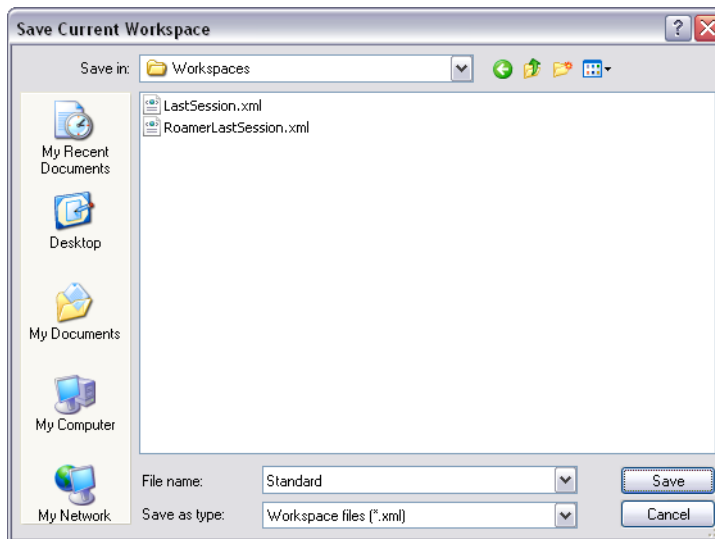 Save Current Workspace
Save in: Workspaces
LastSession.xml
RoamerLastSession.xml
My Recent
Documents
Desktop
My Documents
My Computer
My Network
File name: Standard Save
Save as type: Workspace files (*.xml) Cancel